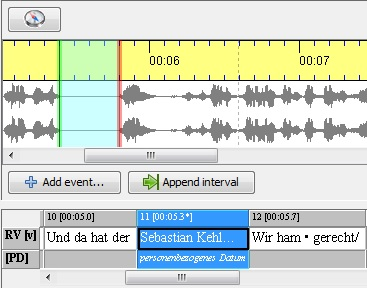 00:06 00:07
Add event... Append interval
10 [00:05.0] 11 [00:05.3*] 12 [00:05.7]
RV [v] Und da hat der Sebastian Kehl... Wir ham • gerecht/
[PD] personenbezogenes Datum